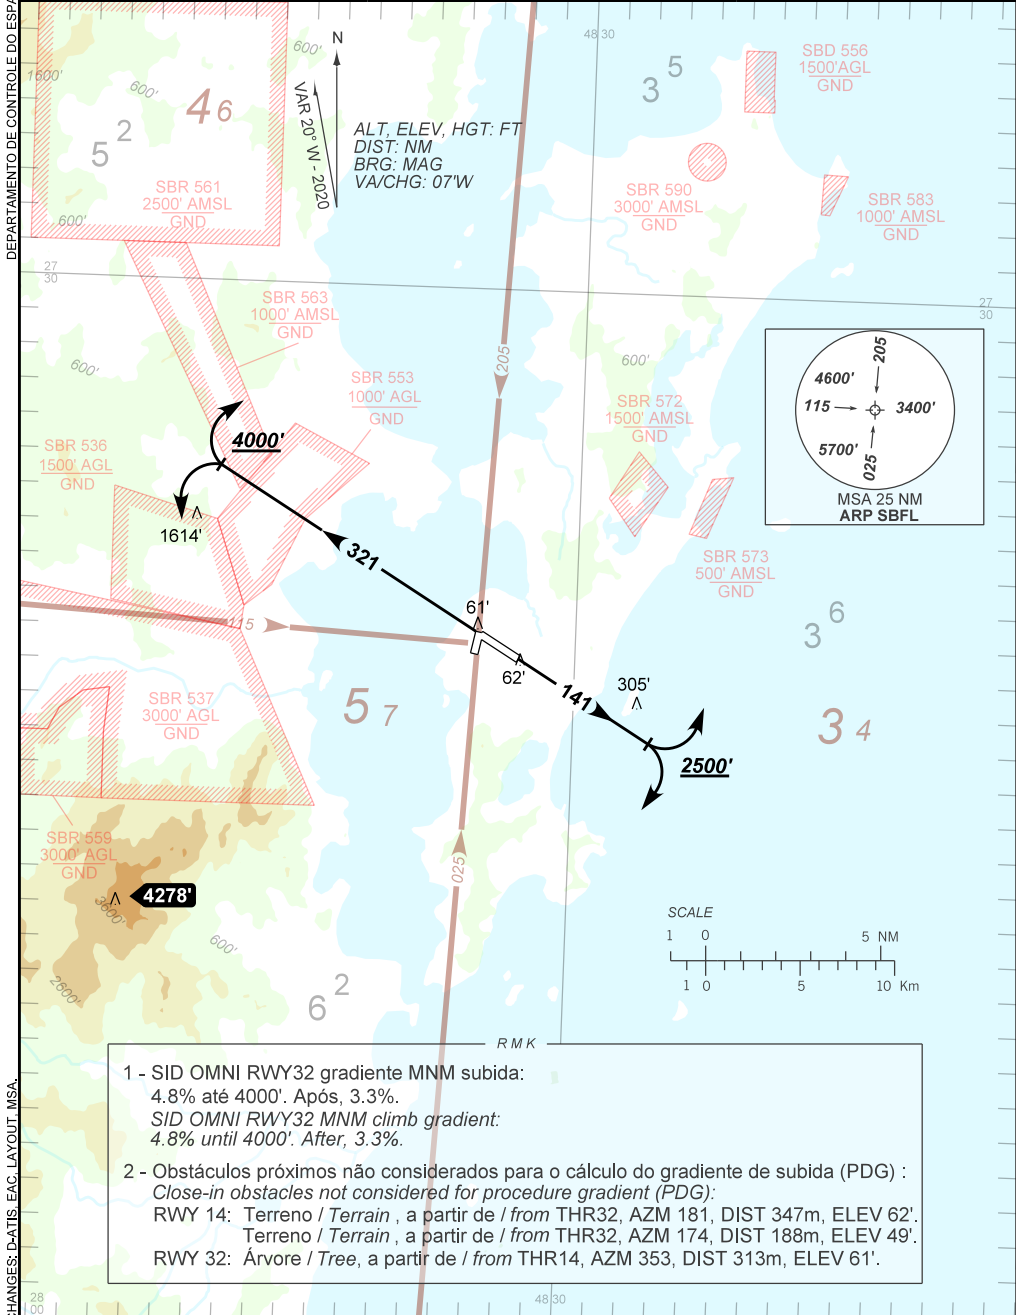 DEPARTAMENTO DE CONTROLE DO ESPA
CHANGES: D-ATIS, EAC, LAYOUT, MSA.
48 30
600'
1600'
600'
4 6
5 2
N
VAR 20° W - 2020
ALT, ELEV, HGT: FT
DIST: NM
BRG: MAG
VA/CHG: 07'W
3 5
SBD 556
1500'AGL
GND
SBR 561
2500' AMSL
GND
600'
SBR 590
3000' AMSL
GND
SBR 583
1000' AMSL
GND
27
30
27
30
SBR 563
1000' AMSL
GND
205
600'
600'
SBR 553
1000' AGL
GND
SBR 572
1500' AMSL
GND
205
4600'
115
3400'
5700'
025
MSA 25 NM
ARP SBFL
4000'
SBR 536
1500' AGL
GND
1614'
321
SBR 573
500' AMSL
GND
61'
115
62'
3 6
141
305'
SBR 537
3000' AGL
GND
5 7
3 4
2500'
SBR 559
3000' AGL
GND
025
4278'
3600'
600'
2600'
6 2
SCALE
1 0 5 NM
1 0 5 10 Km
RMK
1 - SID OMNI RWY32 gradiente MNM subida:
4.8% até 4000'. Após, 3.3%.
SID OMNI RWY32 MNM climb gradient:
4.8% until 4000'. After, 3.3%.
2 - Obstáculos próximos não considerados para o cálculo do gradiente de subida (PDG) :
Close-in obstacles not considered for procedure gradient (PDG):
RWY 14: Terreno / Terrain , a partir de / from THR32, AZM 181, DIST 347m, ELEV 62'.
Terreno / Terrain , a partir de / from THR32, AZM 174, DIST 188m, ELEV 49'.
RWY 32: Árvore / Tree, a partir de / from THR14, AZM 353, DIST 313m, ELEV 61'.
28
00
48 30